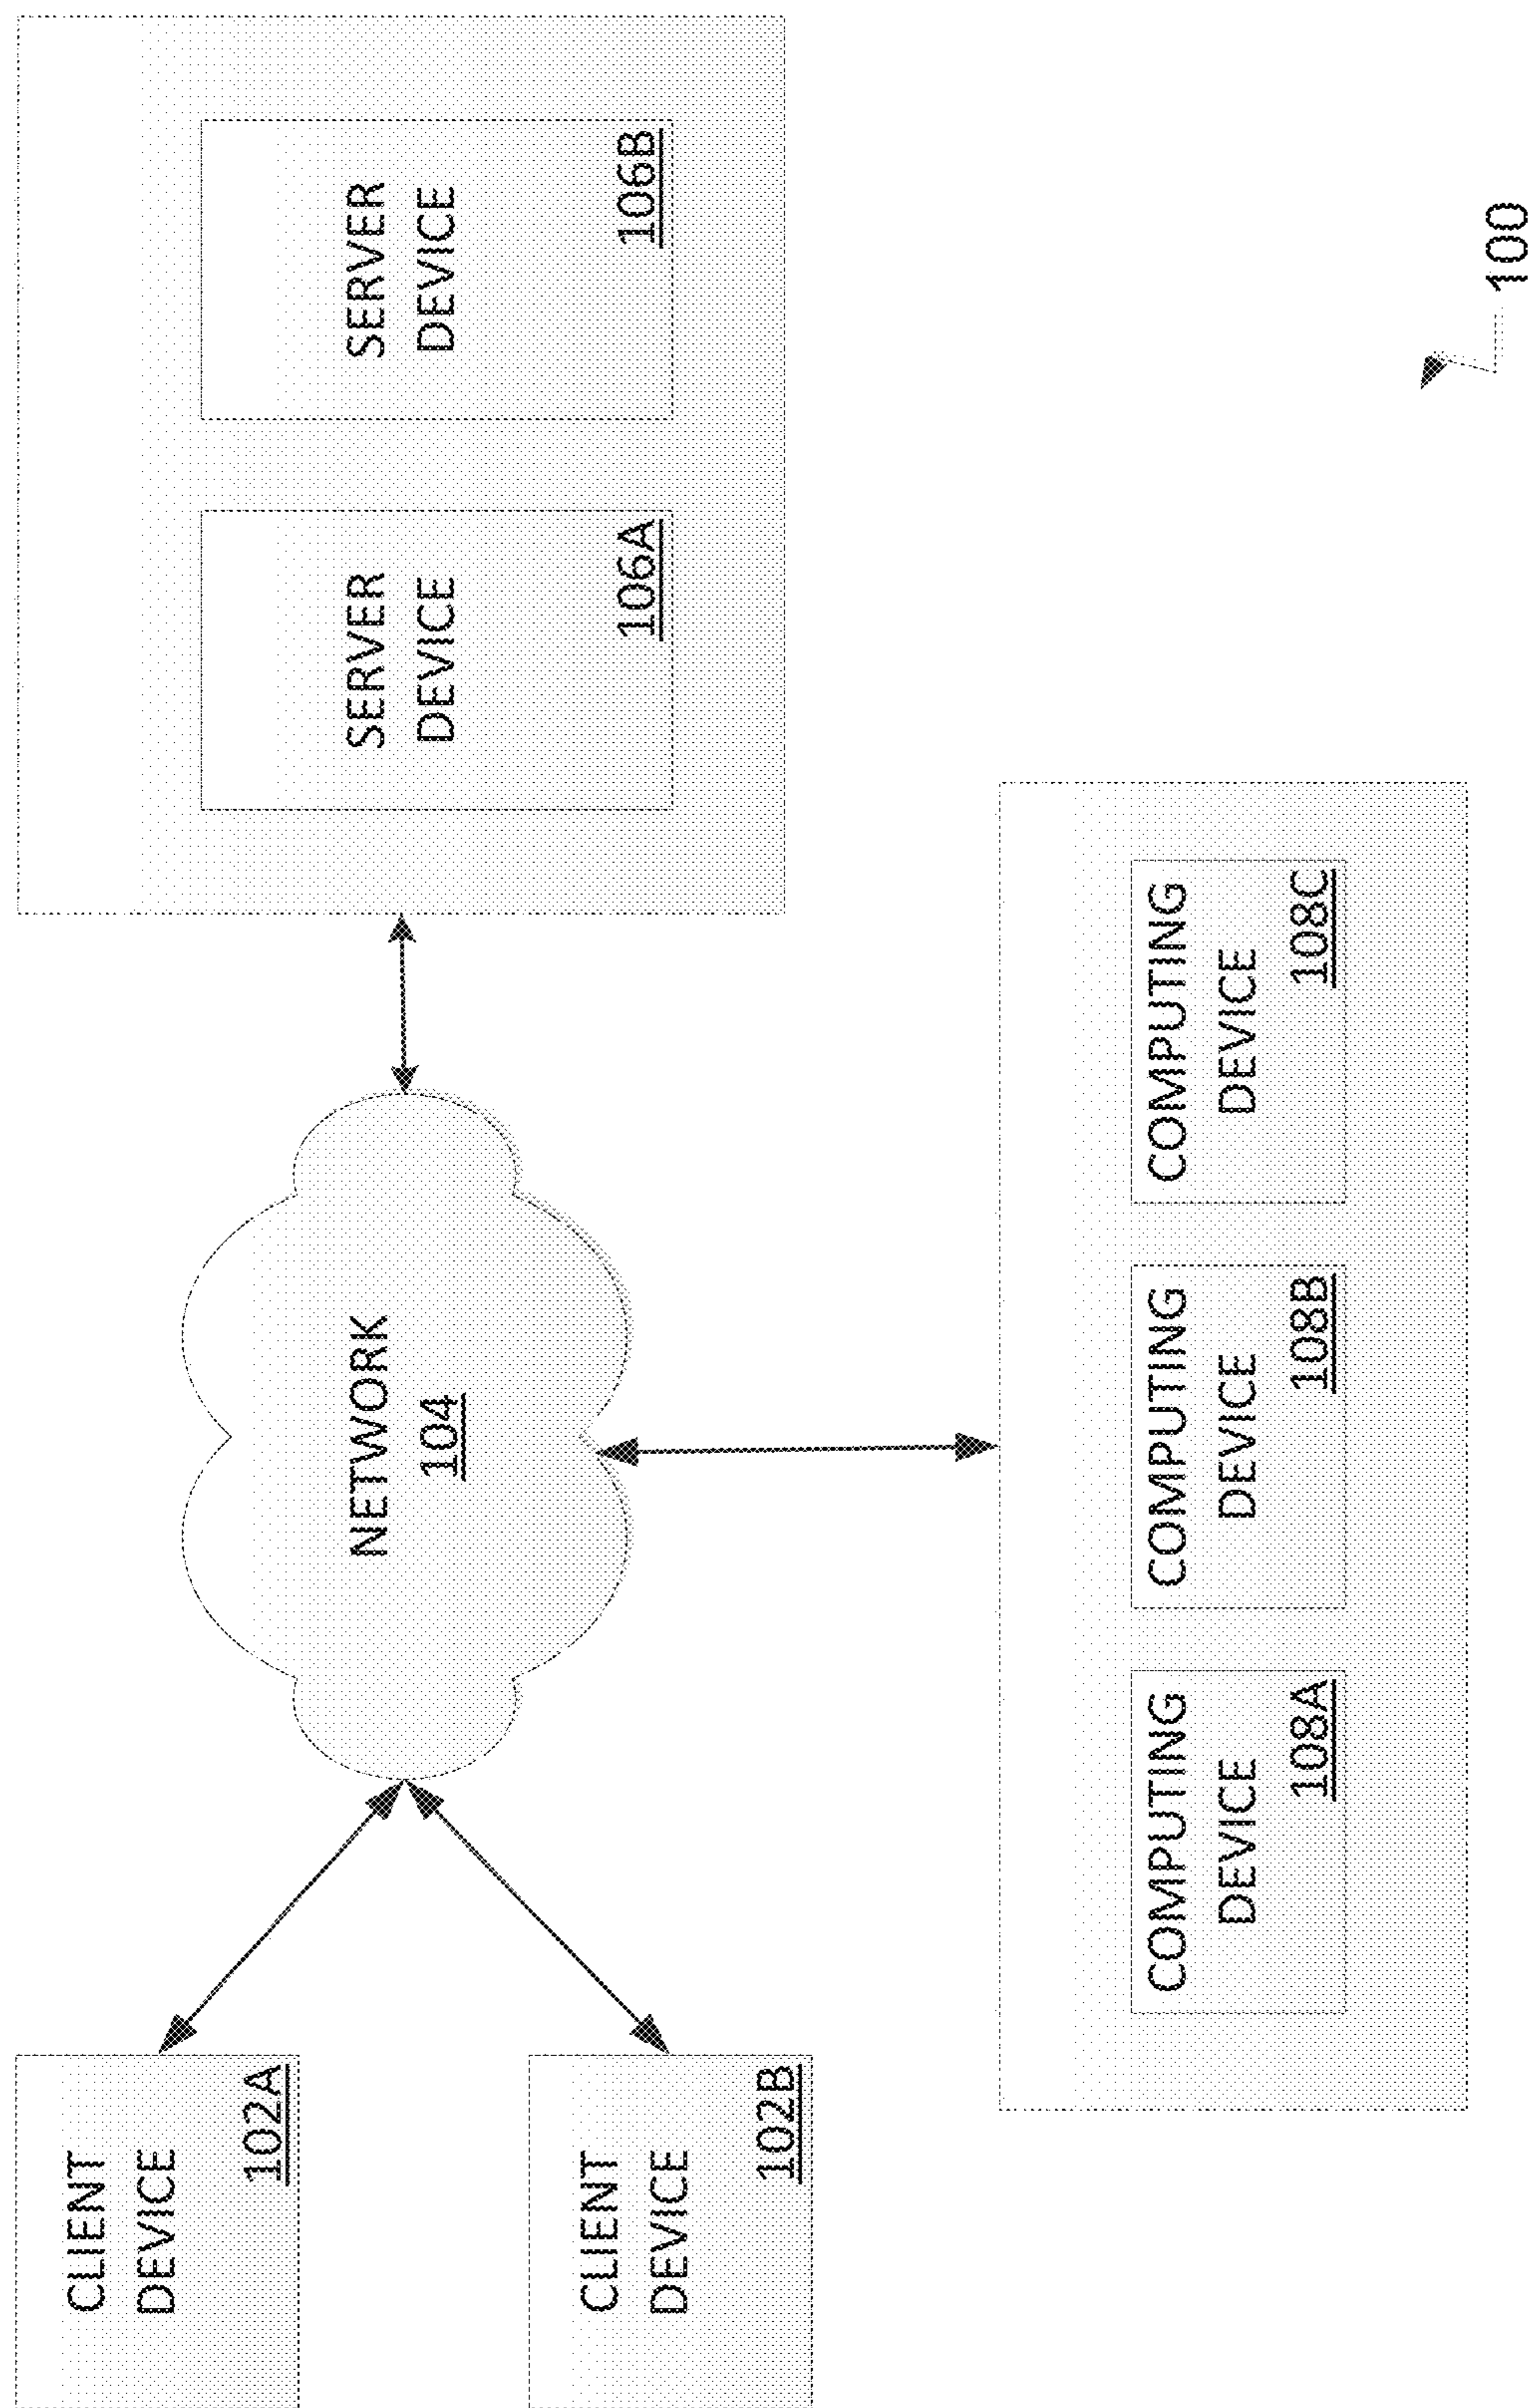 CLIENT
DEVICE
102A
CLIENT
DEVICE
102B
NETWORK
104
SERVER
DEVICE
106A
SERVER
DEVICE
106B
COMPUTING
DEVICE
108A
COMPUTING
DEVICE
108B
COMPUTING
DEVICE
108C
100